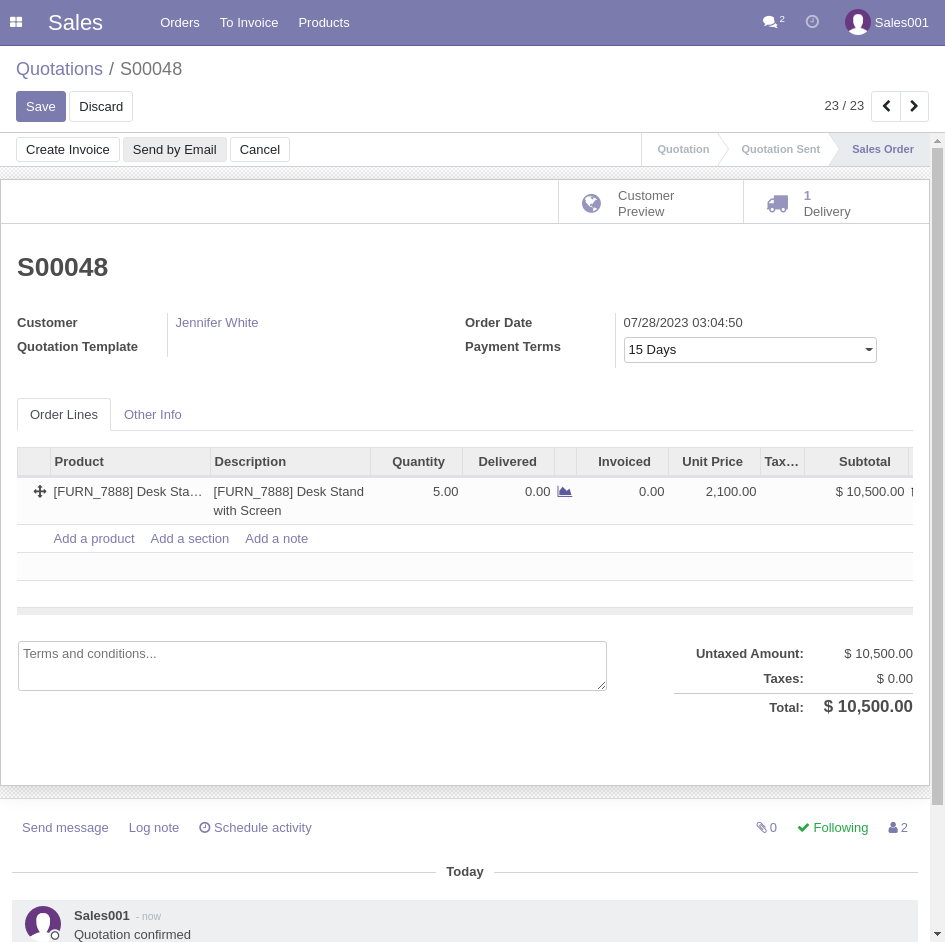 Sales
Orders
To Invoice
Products
2
Sales001
Quotations / S00048
Save
Discard
23 / 23
Create Invoice
Send by Email
Cancel
Quotation
Quotation Sent
Sales Order
Customer
Preview
1
Delivery
S00048
Customer
Jennifer White
Order Date
07/28/2023 03:04:50
Quotation Template
Payment Terms
15 Days
Order Lines
Other Info
Product
Description
Quantity
Delivered
Invoiced
Unit Price
Tax…
Subtotal
[FURN_7888] Desk Sta…
[FURN_7888] Desk Stand
with Screen
5.00
0.00
0.00
2,100.00
$ 10,500.00
Add a product
Add a section
Add a note
Terms and conditions...
Untaxed Amount:
$ 10,500.00
Taxes:
$ 0.00
Total:
$ 10,500.00
Send message
Log note
Schedule activity
0
Following
2
Today
Sales001 - now
Quotation confirmed